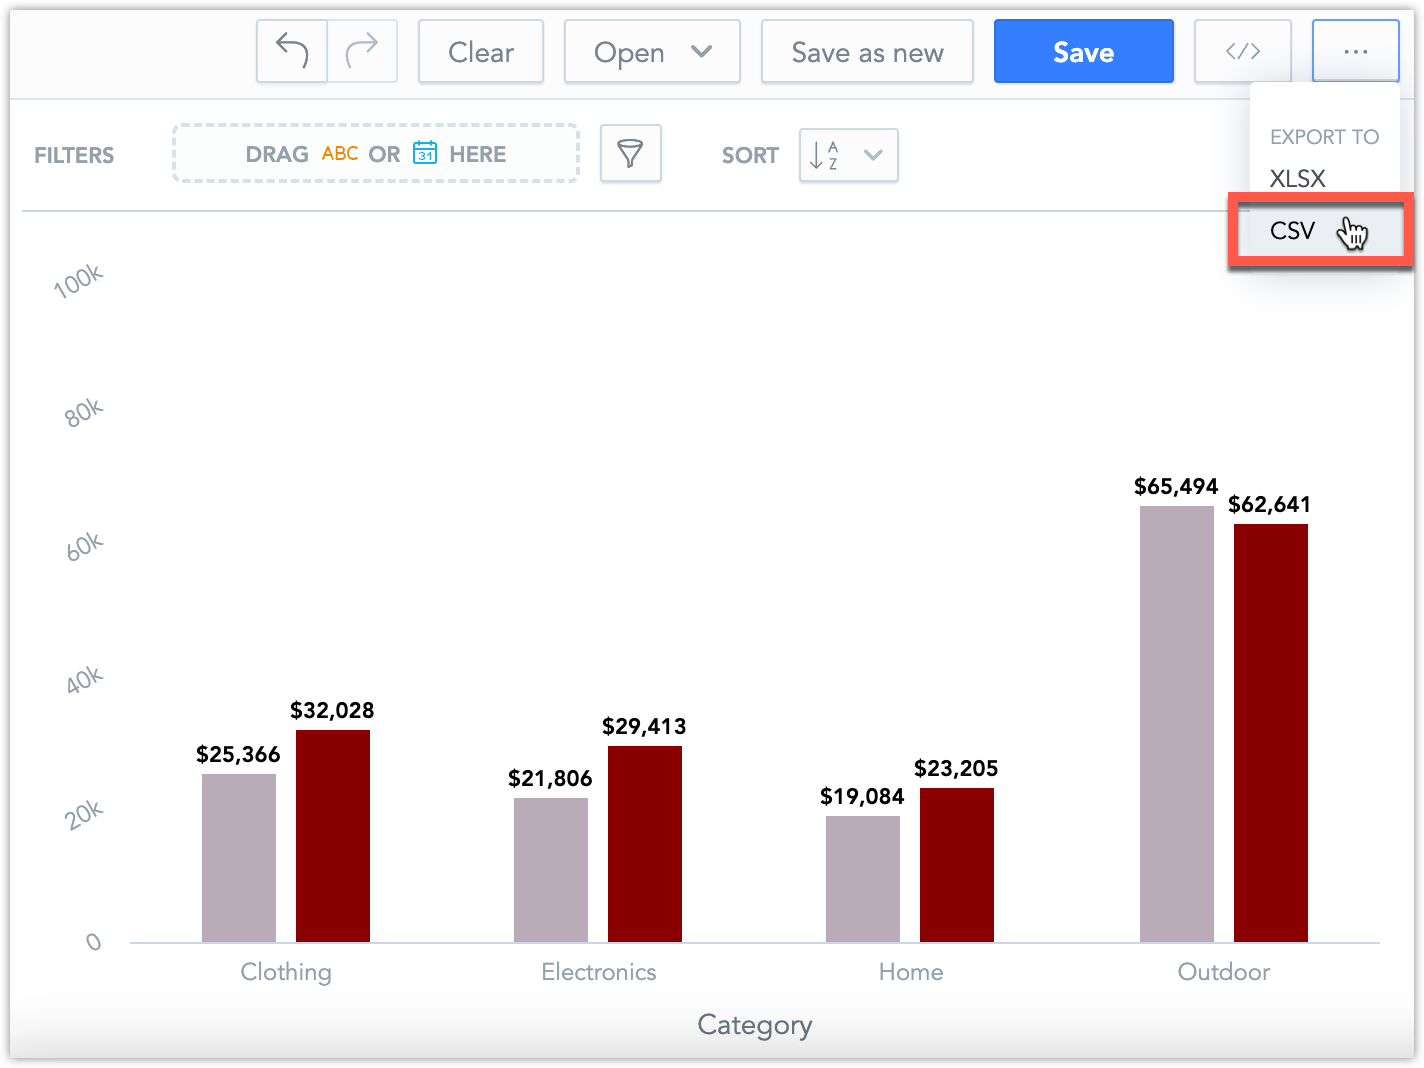 Clear Open Save as new Save </> ...
EXPORT TO
FILTERS DRAG ABC OR 31 HERE SORT A Z
XLSX
CSV
100k
80k
$65,494
$62,641
60k
40k
$32,028
$29,413
$25,366
$21,806
$23,205
$19,084
20k
0
Clothing Electronics Home Outdoor
Category